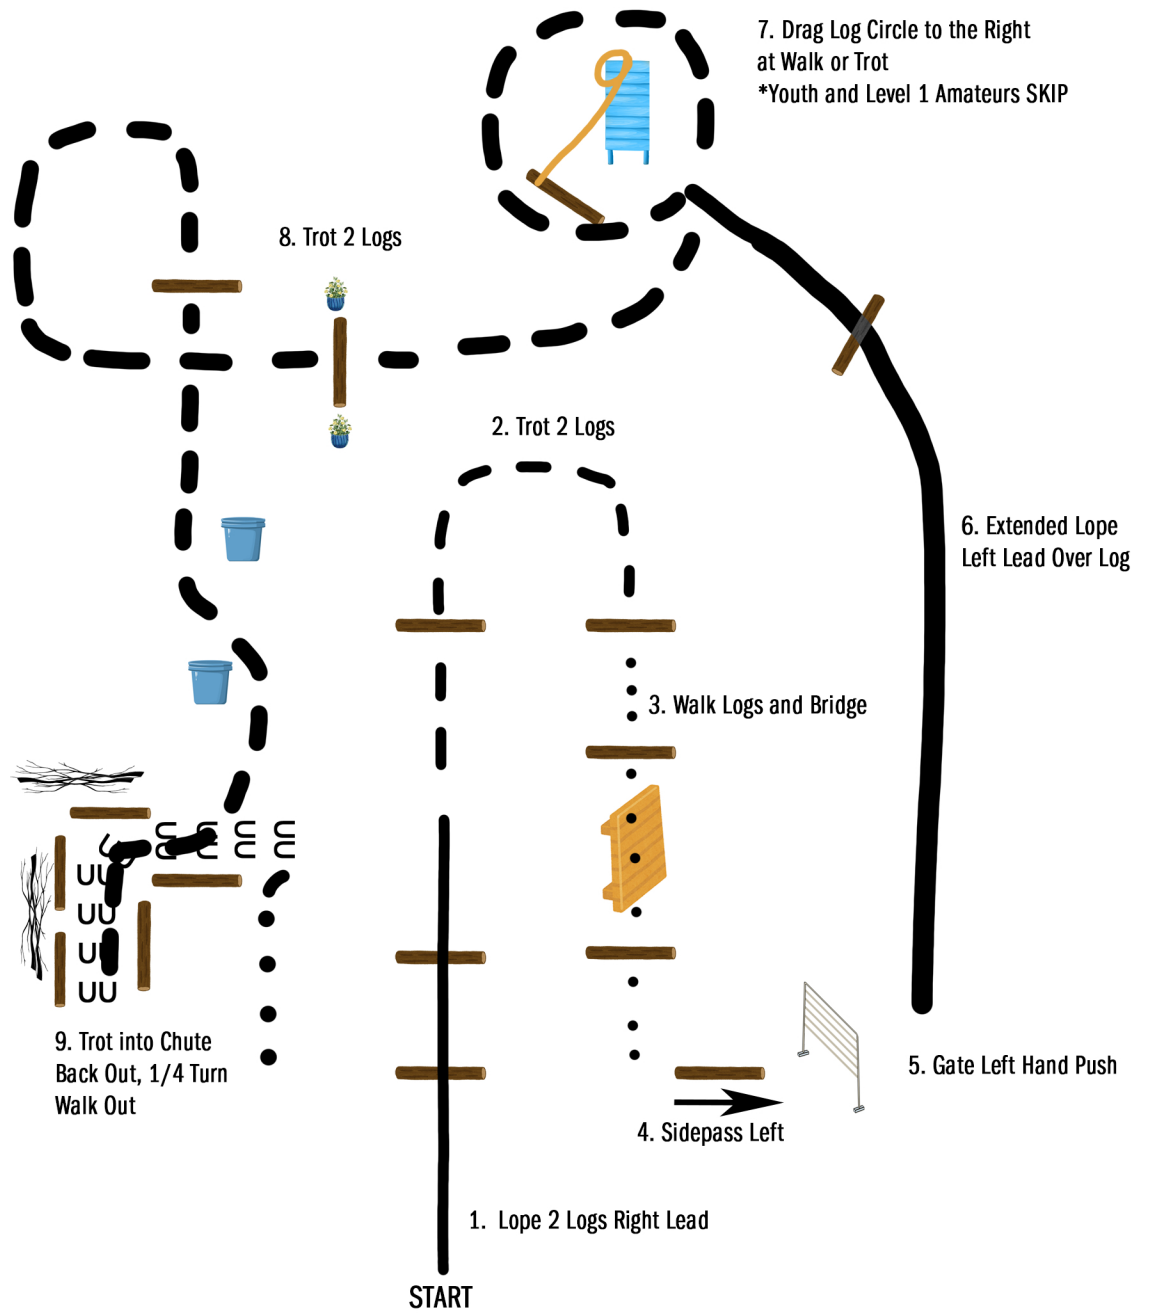 7. Drag Log Circle to the Right
at Walk or Trot
*Youth and Level 1 Amateurs SKIP
8. Trot 2 Logs
2. Trot 2 Logs
6. Extended Lope
Left Lead Over Log
3. Walk Logs and Bridge
9. Trot into Chute
Back Out, 1/4 Turn
Walk Out
5. Gate Left Hand Push
4. Sidepass Left
1. Lope 2 Logs Right Lead
START